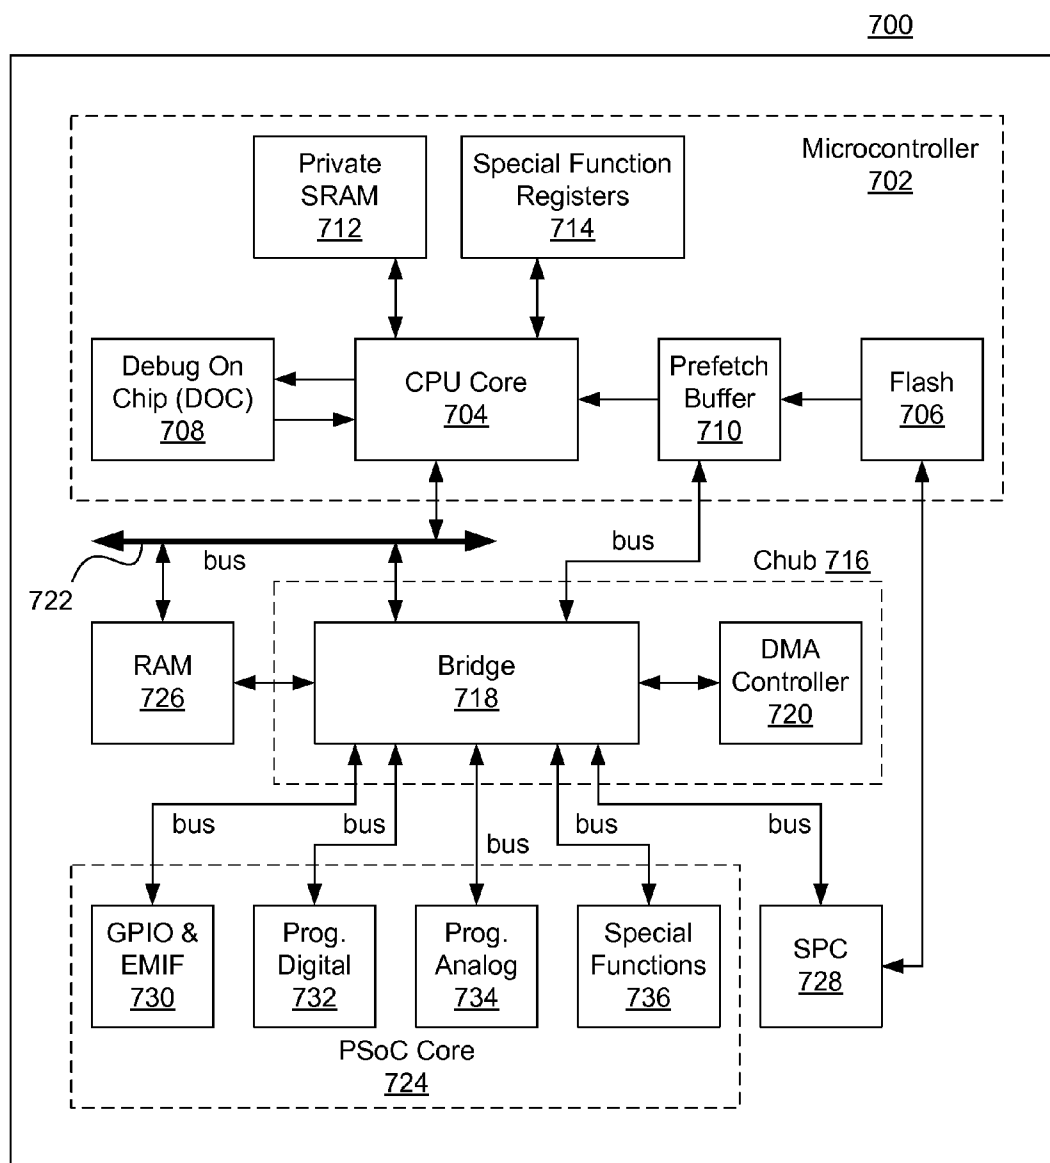 700
Microcontroller
702
Private
SRAM
712
Special Function
Registers
714
Debug On
Chip (DOC)
708
CPU Core
704
Prefetch
Buffer
710
Flash
706
bus
722
bus
Chub 716
RAM
726
Bridge
718
DMA
Controller
720
bus
bus
bus
bus
bus
GPIO &
EMIF
730
Prog.
Digital
732
Prog.
Analog
734
Special
Functions
736
SPC
728
PSoC Core
724